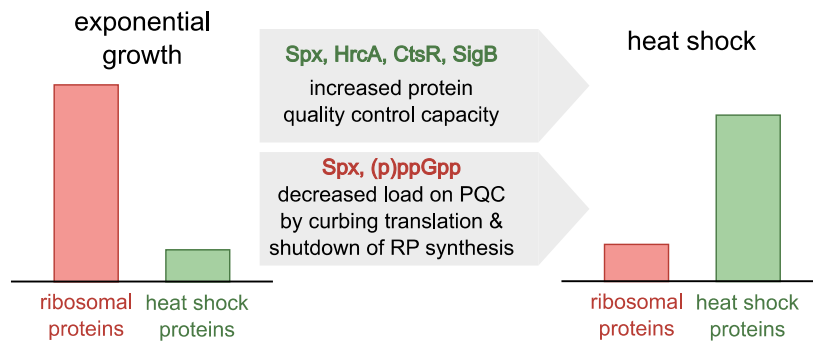 exponential
growth
Spx, HrcA, CtsR, SigB
increased protein
quality control capacity
heat shock
Spx, (p)ppGpp
decreased load on PQC
by curbing translation &
shutdown of RP synthesis
ribosomal
proteins
heat shock
proteins
ribosomal
proteins
heat shock
proteins